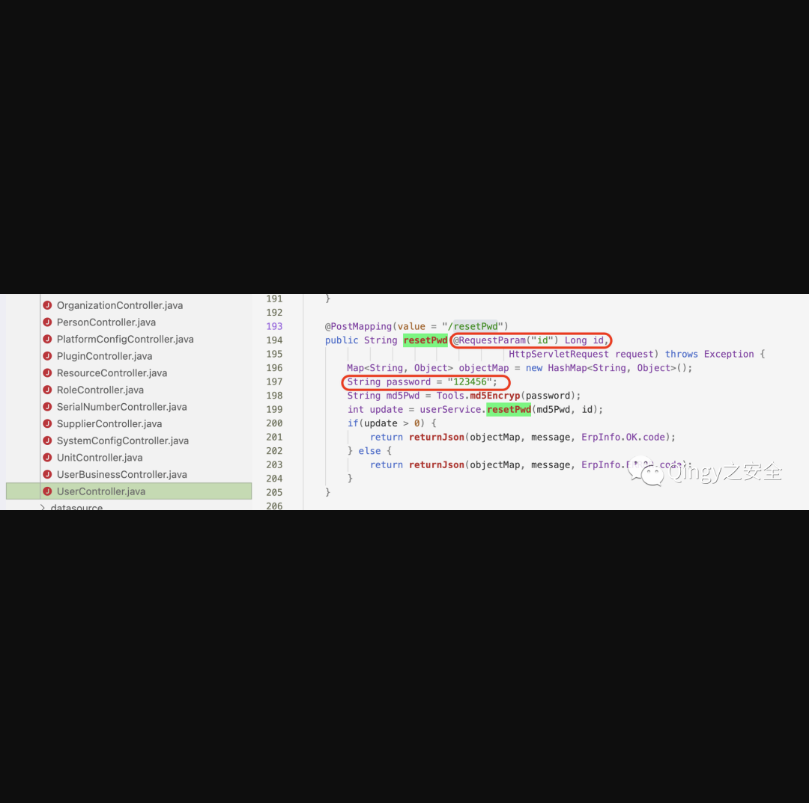 OrganizationController.java
PersonController.java
PlatformConfigController.java
PluginController.java
ResourceController.java
RoleController.java
SerialNumberController.java
SupplierController.java
SystemConfigController.java
UnitController.java
UserBusinessController.java
UserController.java
datasource
191 }
192
193 @PostMapping(value = "/resetPwd")
194 public String resetPwd(@RequestParam("id") Long id,
195 HttpServletRequest request) throws Exception {
196 Map<String, Object> objectMap = new HashMap<String, Object>();
197 String password = "123456";
198 String md5Pwd = Tools.md5Encryp(password);
199 int update = userService.resetPwd(md5Pwd, id);
200 if(update > 0) {
201 return returnJson(objectMap, message, ErpInfo.OK.code);
202 } else {
203 return returnJson(objectMap, message,
204 }
205 }
206
Qingy之安全